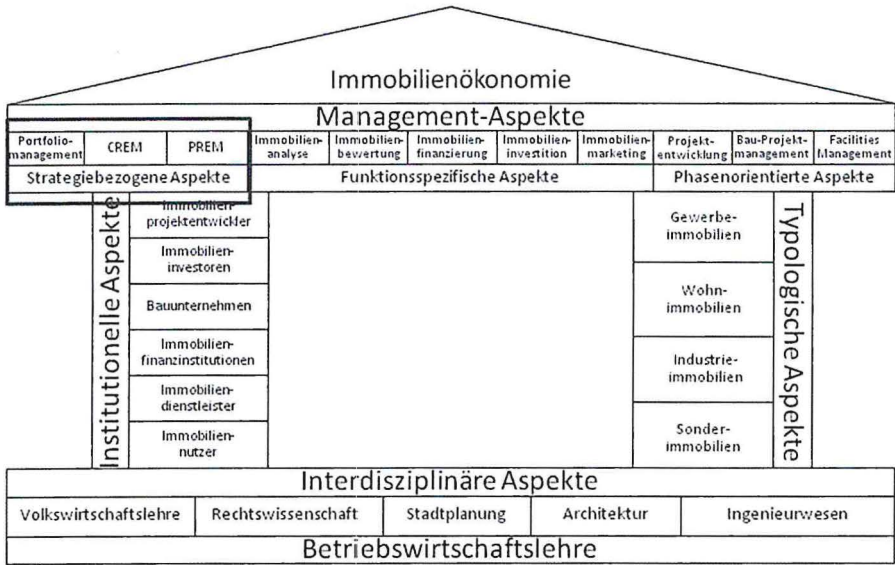 Immobilienökonomie
Management-Aspekte
Portfolio-
management
CREM
PREM
Immobilien-
analyse
Immobilien-
bewertung
Immobilien-
finanzierung
Immobilien-
investition
Immobilien-
marketing
Projekt-
entwicklung
Bau-Projekt-
management
Facilities
Management
Strategiebezogene Aspekte
Funktionsspezifische Aspekte
Phasenorientierte Aspekte
Institutionelle Aspekte
Immobilien-
projektentwickler
Immobilien-
investoren
Bauunternehmen
Immobilien-
finanzinstitutionen
Immobilien-
dienstleister
Immobilien-
nutzer
Gewerbe-
immobilien
Wohn-
immobilien
Industrie-
immobilien
Sonder-
immobilien
Typologische Aspekte
Interdisziplinäre Aspekte
Volkswirtschaftslehre
Rechtswissenschaft
Stadtplanung
Architektur
Ingenieurwesen
Betriebswirtschaftslehre